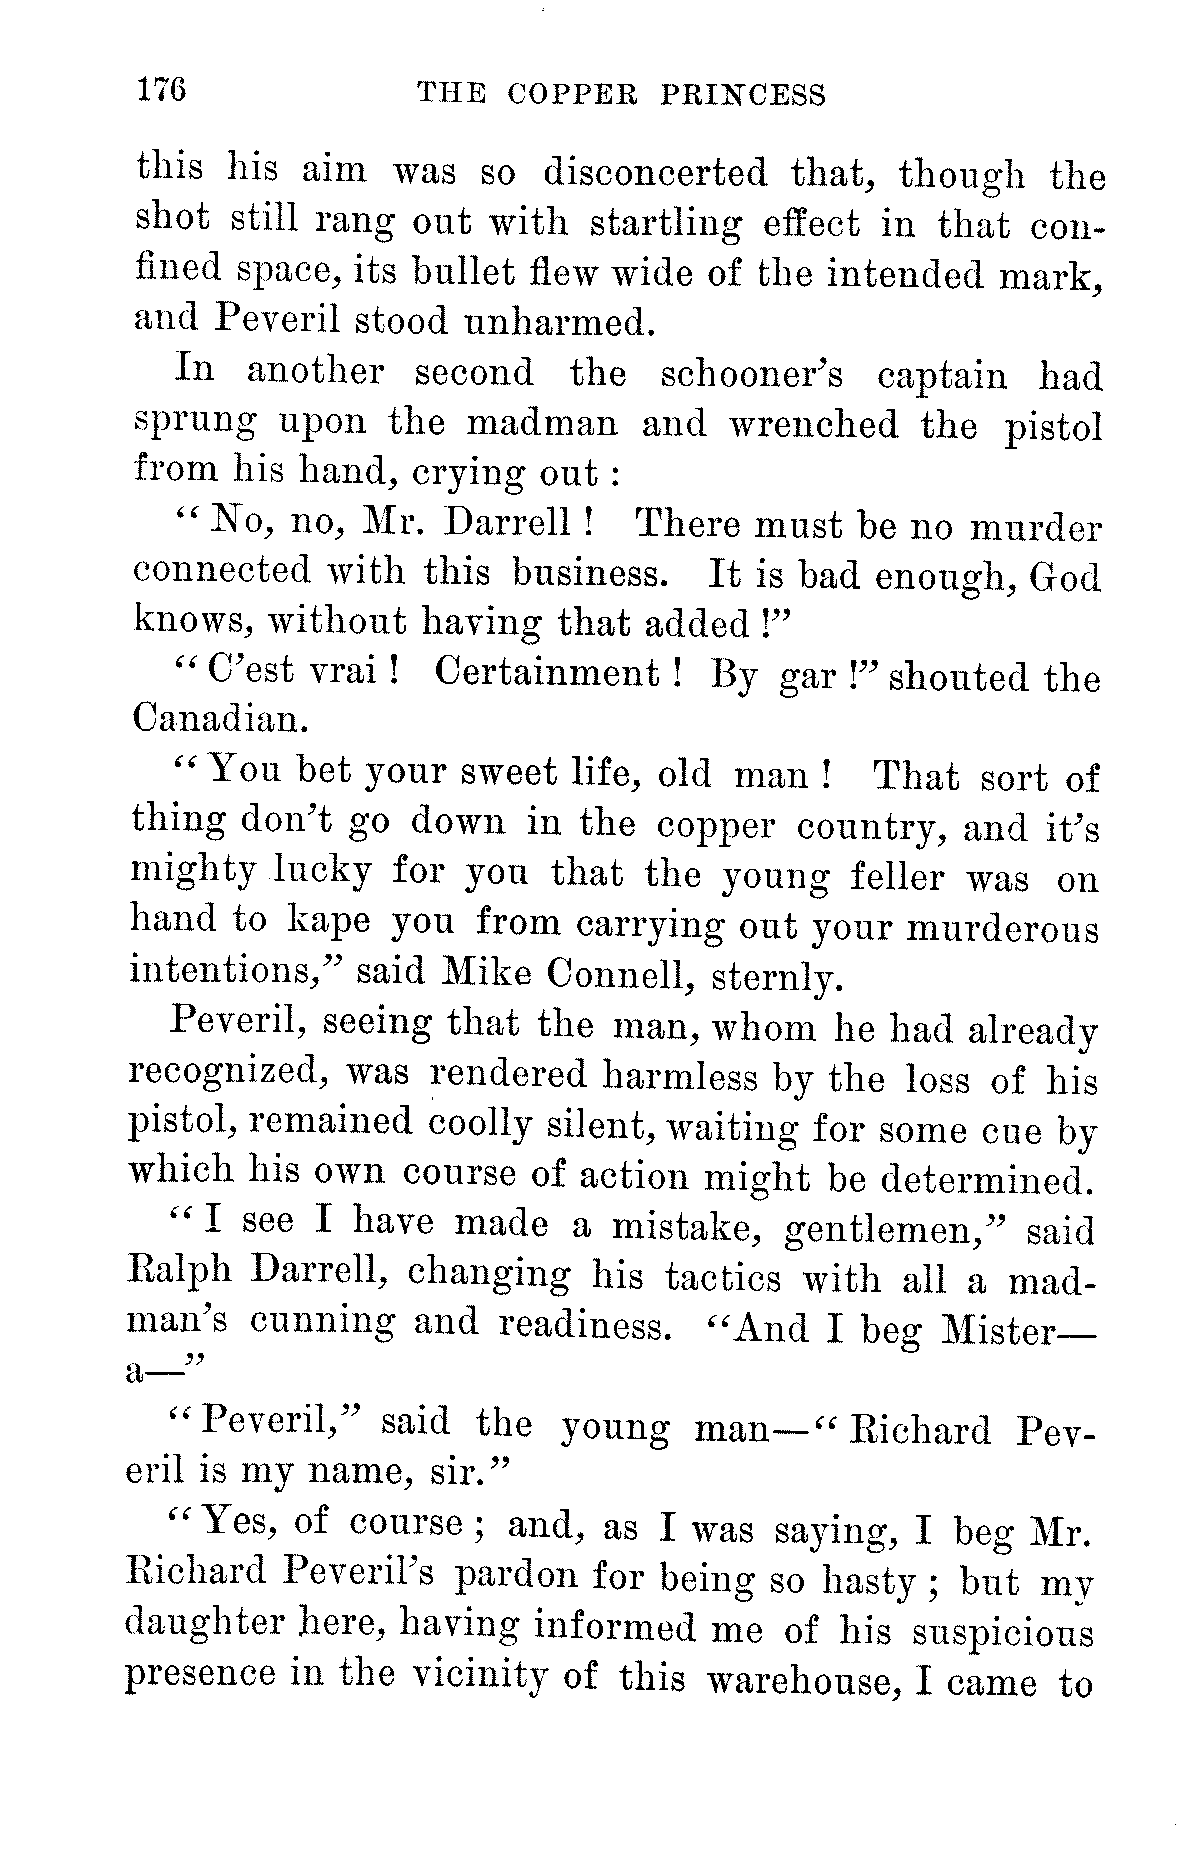 176 THE COPPER PRINCESS
this his aim was so disconcerted that, though the
shot still rang out with startling effect in that con-
fined space, its bullet flew wide of the intended mark,
and Peveril stood unharmed.
In another second the schooner's captain had
sprung upon the madman and wrenched the pistol
from his hand, crying out :
“ No, no, Mr. Darrell ! There must be no murder
connected with this business. It is bad enough, God
knows, without having that added !”
“ C'est vrai ! Certainment ! By gar !” shouted the
Canadian.
“ You bet your sweet life, old man ! That sort of
thing don't go down in the copper country, and it's
mighty lucky for you that the young feller was on
hand to kape you from carrying out your murderous
intentions,” said Mike Connell, sternly.
Peveril, seeing that the man, whom he had already
recognized, was rendered harmless by the loss of his
pistol, remained coolly silent, waiting for some cue by
which his own course of action might be determined.
“ I see I have made a mistake, gentlemen,” said
Ralph Darrell, changing his tactics with all a mad-
man's cunning and readiness. “And I beg Mister—
a—”
“ Peveril,” said the young man—“ Richard Pev-
eril is my name, sir.”
“ Yes, of course ; and, as I was saying, I beg Mr.
Richard Peveril's pardon for being so hasty ; but my
daughter here, having informed me of his suspicious
presence in the vicinity of this warehouse, I came to